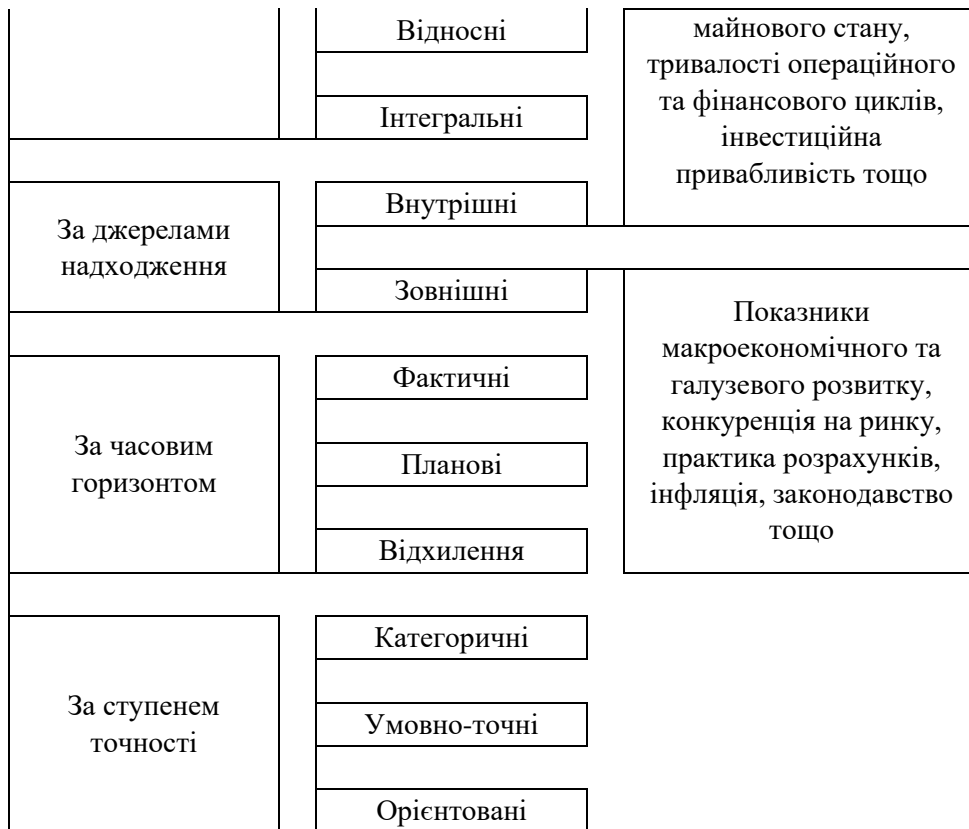 Відносні
Інтегральні
майнового стану,
тривалості операційного
та фінансового циклів,
інвестиційна
привабливість тощо
За джерелами
надходження
Внутрішні
Зовнішні
Показники
макроекономічного та
галузевого розвитку,
конкуренція на ринку,
практика розрахунків,
інфляція, законодавство
тощо
За часовим
горизонтом
Фактичні
Планові
Відхилення
За ступенем
точності
Категоричні
Умовно-точні
Орієнтовані